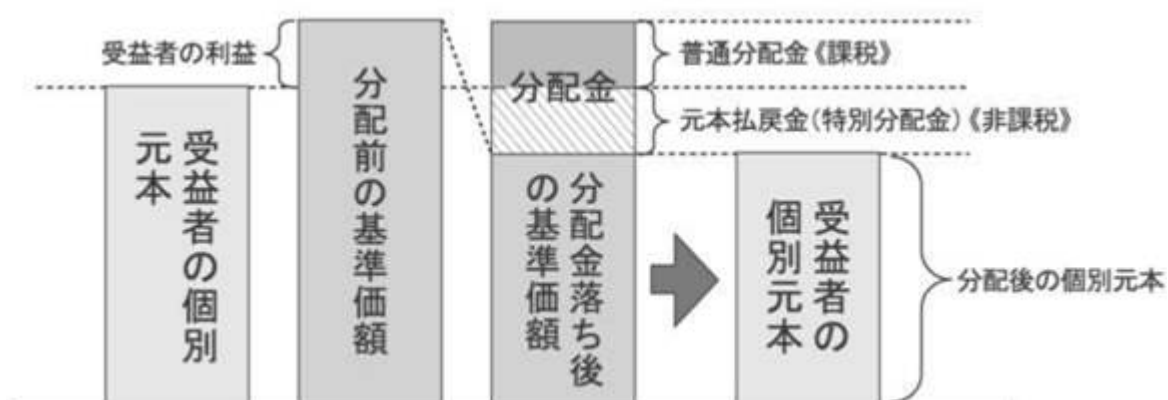 受益者の利益
普通分配金《課税》
分配金
元本払戻金(特別分配金)《非課税》
受益者の個別
元本
分配前の基準価額
分配金落ち後
の基準価額
受益者の
個別元本
分配後の個別元本